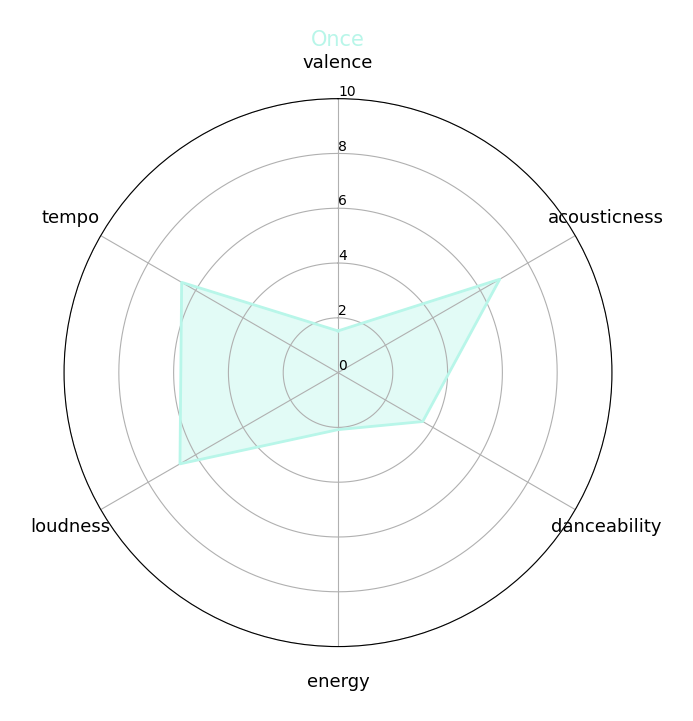 Once
valence
10
8
tempo
6
acousticness
4
2
0
loudness
danceability
energy